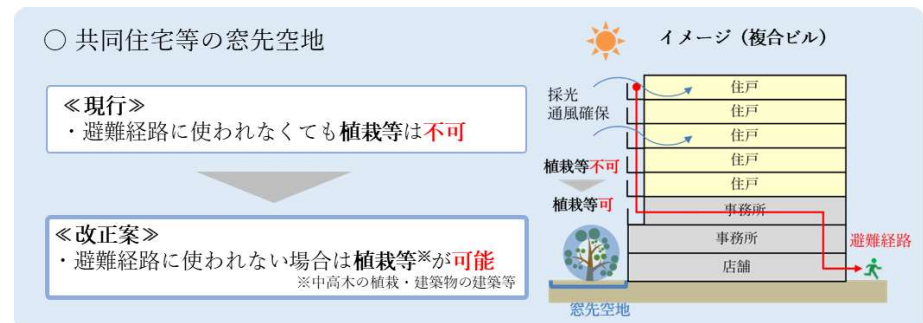 ○ 共同住宅等の窓先空地
≪現行≫
・避難経路に使われなくても植栽等は不可
≪改正案≫
・避難経路に使われない場合は植栽等※が可能
※中高木の植栽・建築物の建築等
イメージ（複合ビル）
採光
通風確保
植栽等不可
植栽等可
住戸
住戸
住戸
住戸
住戸
事務所
事務所
店舗
避難経路
窓先空地